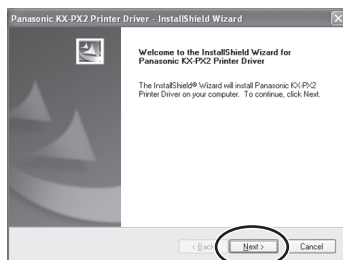 Panasonic KX-PX2 Printer Driver - InstallShield Wizard
Welcome to the InstallShield Wizard for
Panasonic KX-PX2 Printer Driver
The InstallShield® Wizard will install Panasonic KX-PX2
Printer Driver on your computer. To continue, click Next.
< Back Next > Cancel